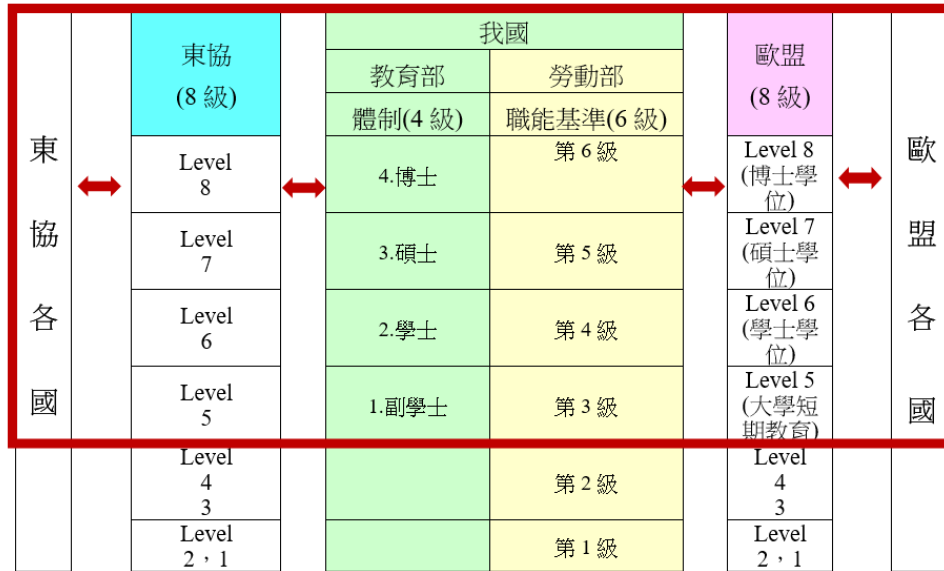 東協各國
東協
(8 級)
我國
教育部
勞動部
體制(4 級)
職能基準(6 級)
歐盟
(8 級)
歐盟各國
Level
8
4.博士
第 6 級
Level 8
(博士學
位)
Level
7
3.碩士
第 5 級
Level 7
(碩士學
位)
Level
6
2.學士
第 4 級
Level 6
(學士學
位)
Level
5
1.副學士
第 3 級
Level 5
(大學短
期教育)
Level
4
3
第 2 級
Level
4
3
Level
2，1
第 1 級
Level
2，1